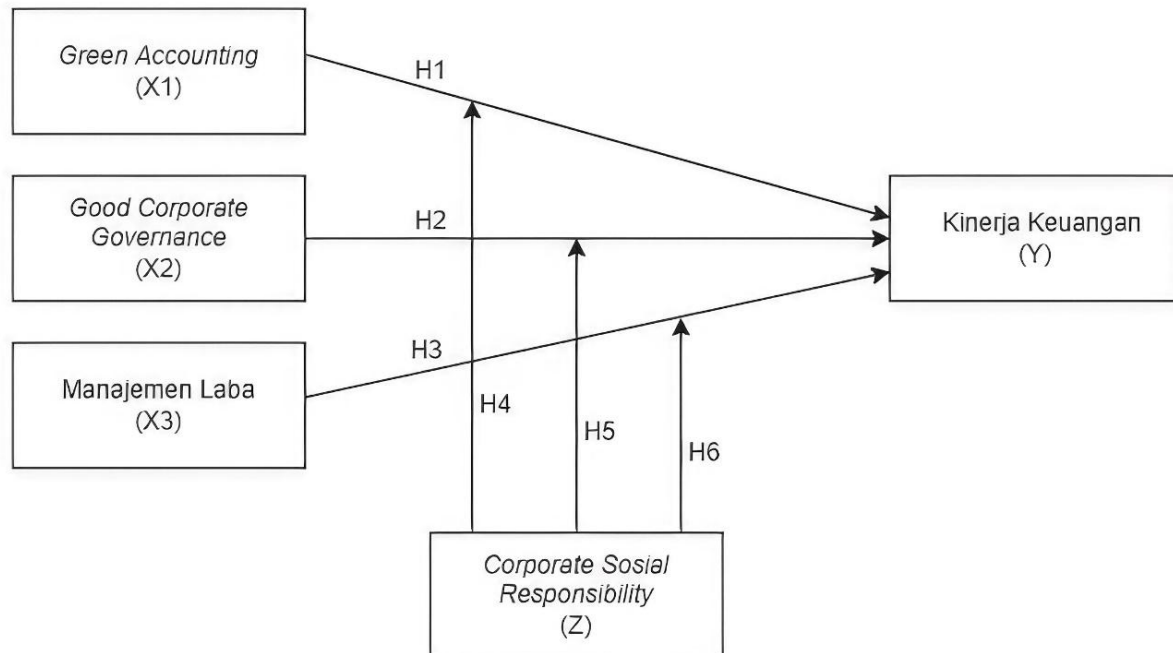 Green Accounting
(X1)
H1
Good Corporate
Governance
(X2)
H2
Kinerja Keuangan
(Y)
Manajemen Laba
(X3)
H3
H4
H5
H6
Corporate Sosial
Responsibility
(Z)